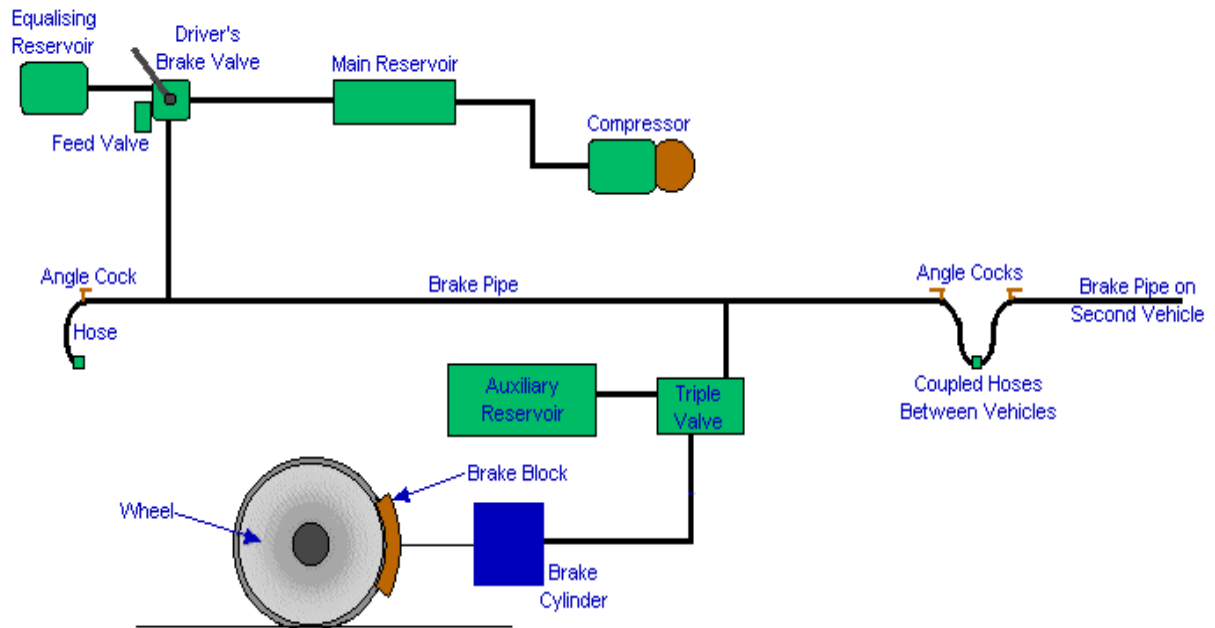 Equalising
Reservoir
Driver's
Brake Valve
Main Reservoir
Compressor
Feed Valve
Angle Cock
Brake Pipe
Angle Cocks
Brake Pipe on
Second Vehicle
Hose
Auxiliary
Reservoir
Triple
Valve
Coupled Hoses
Between Vehicles
Brake Block
Wheel
Brake
Cylinder